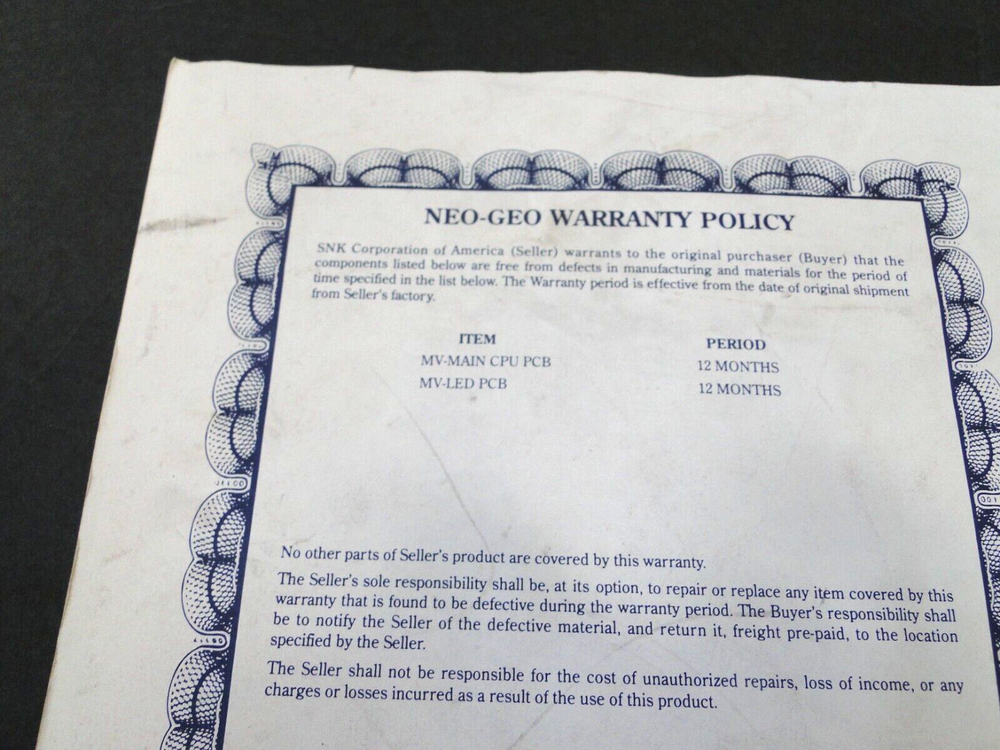 NEO-GEO WARRANTY POLICY
SNK Corporation of America (Seller) warrants to the original purchaser (Buyer) that the
components listed below are free from defects in manufacturing and materials for the period of
time specified in the list below. The Warranty period is effective from the date of original shipment
from Seller's factory.
ITEM PERIOD
MV-MAIN CPU PCB 12 MONTHS
MV-LED PCB 12 MONTHS
No other parts of Seller's product are covered by this warranty.
The Seller's sole responsibility shall be, at its option, to repair or replace any item covered by this
warranty that is found to be defective during the warranty period. The Buyer's responsibility shall
be to notify the Seller of the defective material, and return it, freight pre-paid, to the location
specified by the Seller.
The Seller shall not be responsible for the cost of unauthorized repairs, loss of income, or any
charges or losses incurred as a result of the use of this product.